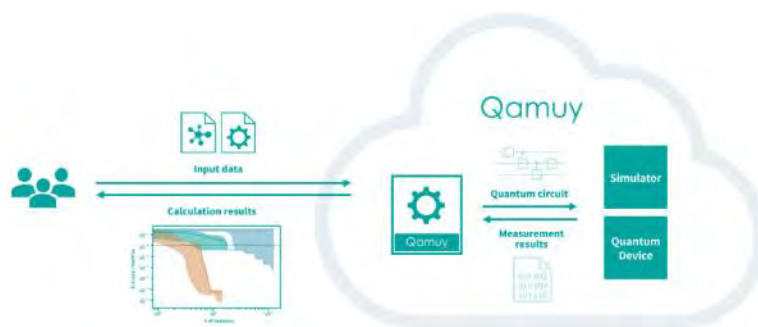 Qamuy
Input data
Calculation results
Qamuy
Quantum circuit
Measurement
results
Simulator
Quantum
Device